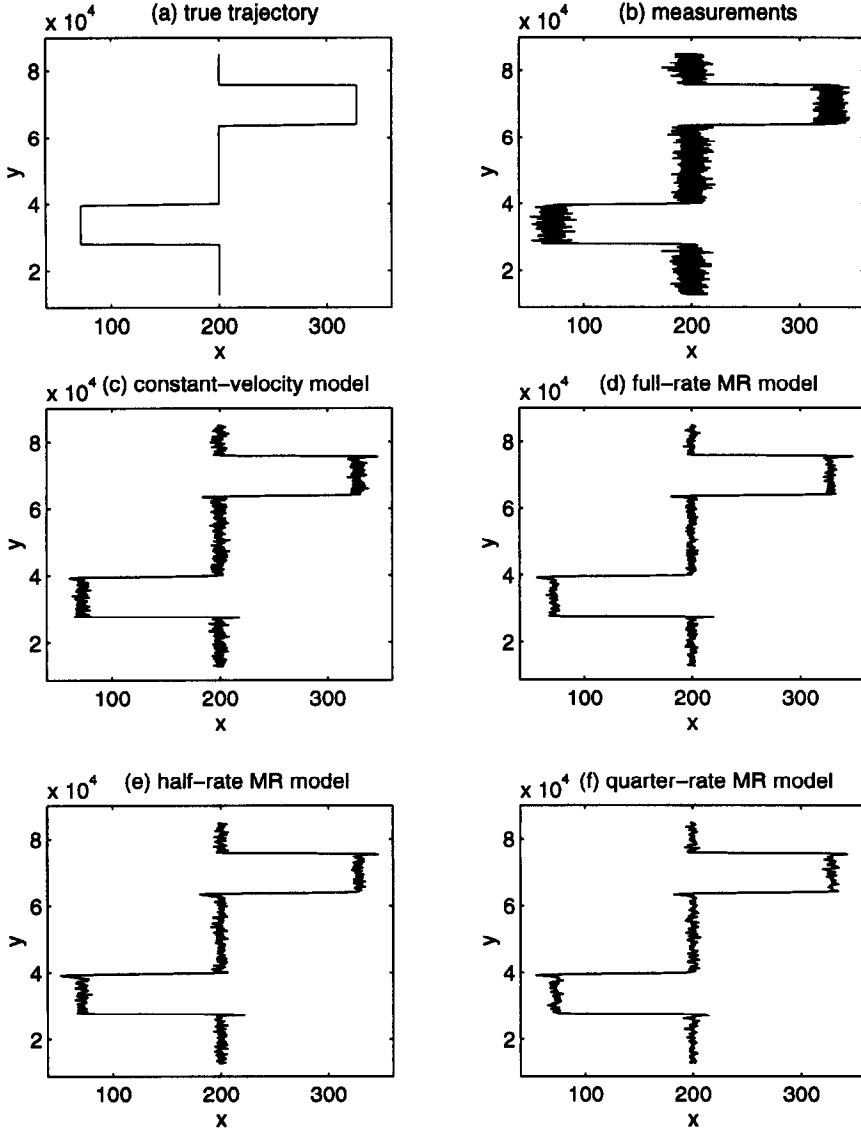 (a) true trajectory
x 10^4
8
6
4
2
y
100 200 300
x
(b) measurements
x 10^4
8
6
4
2
y
100 200 300
x
(c) constant-velocity model
x 10^4
8
6
4
2
y
100 200 300
x
(d) full-rate MR model
x 10^4
8
6
4
2
y
100 200 300
x
(e) half-rate MR model
x 10^4
8
6
4
2
y
100 200 300
x
(f) quarter-rate MR model
x 10^4
8
6
4
2
y
100 200 300
x